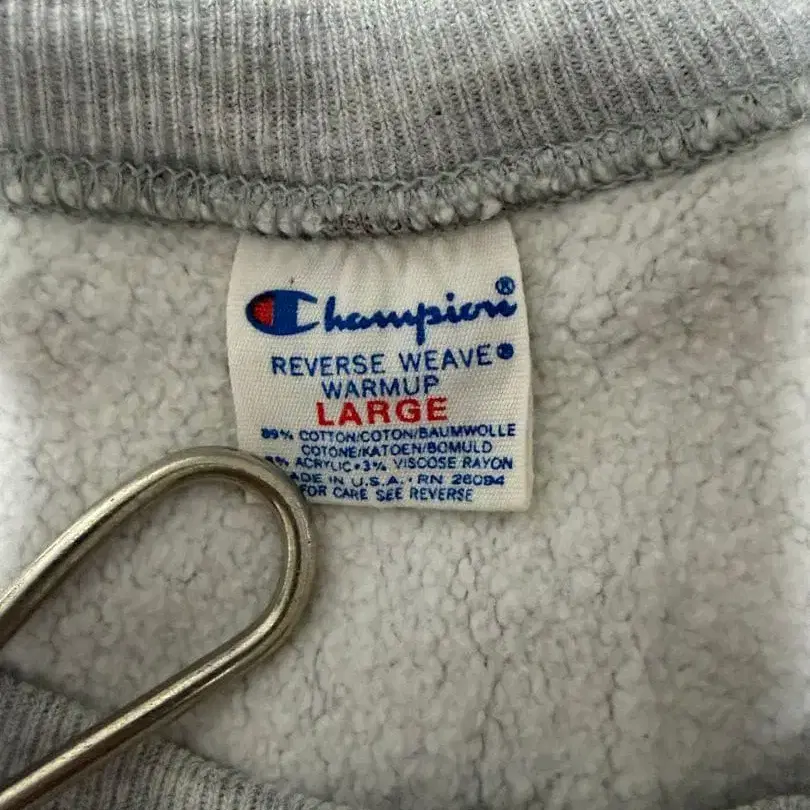 Champion®
REVERSE WEAVE®
WARMUP
LARGE
89% COTTON/COTON/BAUMWOLLE
COTONE/KATOEN/BOMULD
% ACRYLIC•3% VISCOSE RAYON
MADE IN U.S.A. • RN 26094
FOR CARE SEE REVERSE